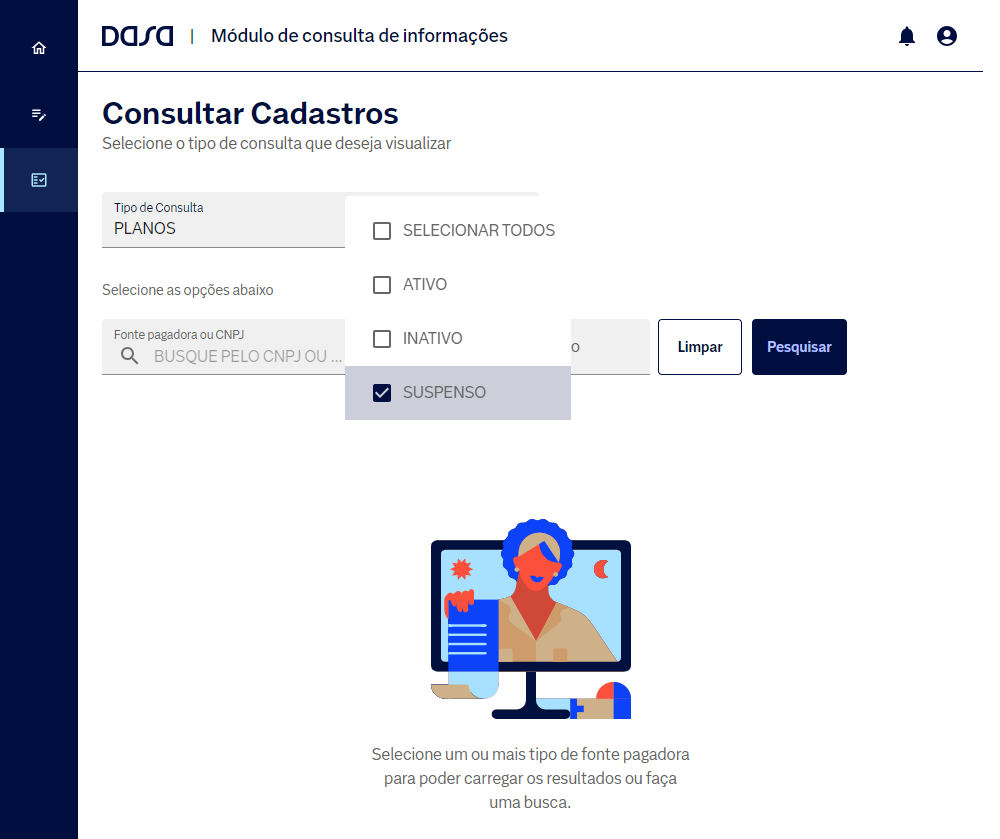 DASA | Módulo de consulta de informações
Consultar Cadastros
Selecione o tipo de consulta que deseja visualizar
Tipo de Consulta
PLANOS
SELECIONAR TODOS
ATIVO
Selecione as opções abaixo
Fonte pagadora ou CNPJ
INATIVO
BUSQUE PELO CNPJ OU ...
Limpar
Pesquisar
SUSPENSO
Selecione um ou mais tipo de fonte pagadora
para poder carregar os resultados ou faça
uma busca.